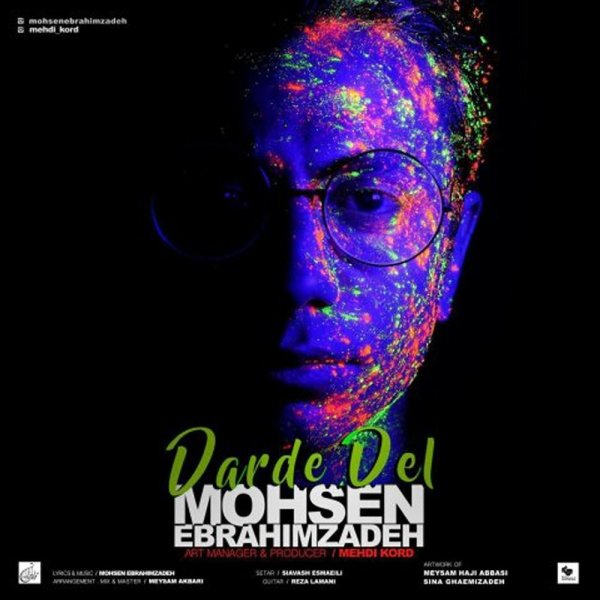 mohsenebrahimzadeh
mehdi_kord
Darde Del
MOHSEN
EBRAHIMZADEH
ART MANAGER & PRODUCER / MEHDI KORD
LYRICS & MUSIC / MOHSEN EBRAHIMZADEH
ARRANGEMENT . MIX & MASTER / MEYSAM AKBARI
SETAR / SIAVASH ESMAEILI
GUITAR / REZA LAMANI
ARTWORK OF
MEYSAM HAJI ABBASI
SINA GHAEMIZADEH